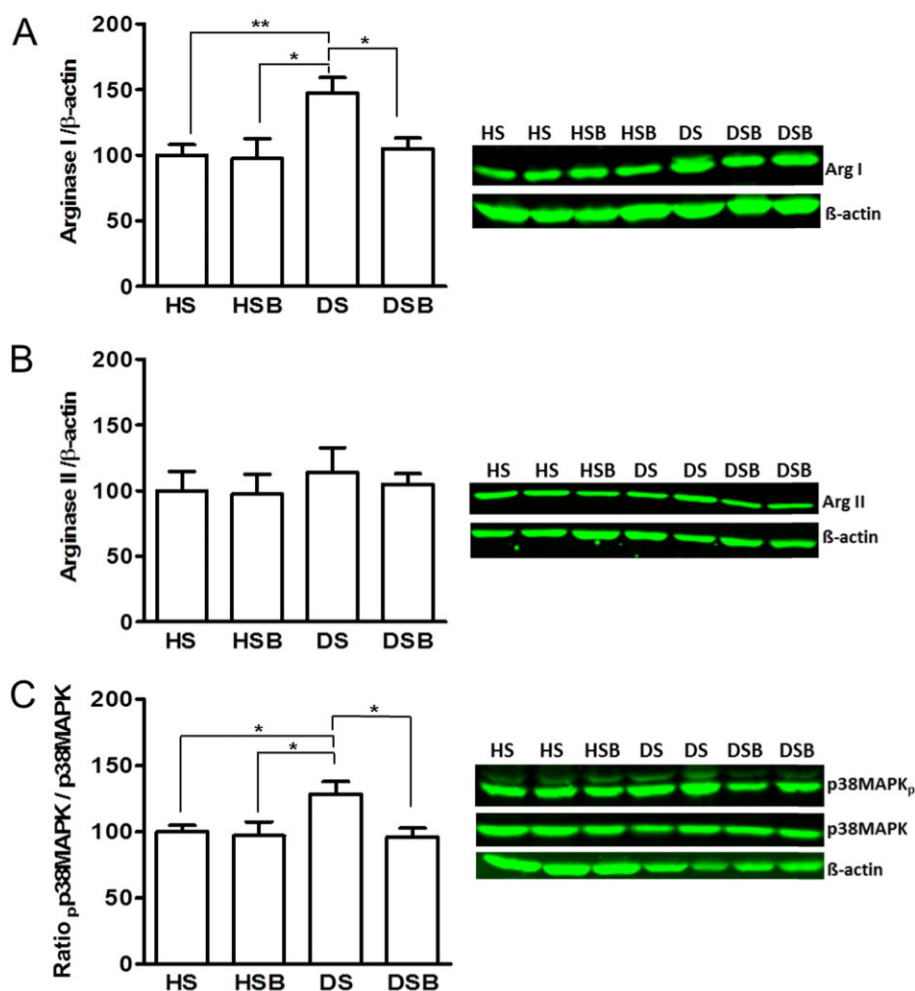 A
Arginase I /β-actin
200
150
100
50
0
** 
* *
HS HSB DS DSB
HS HS HSB HSB DS DSB DSB
Arg I
ß-actin
B
Arginase II /β-actin
200
150
100
50
0
HS HSB DS DSB
HS HS HSB DS DS DSB DSB
Arg II
ß-actin
C
Ratio pp38MAPK / p38MAPK
200
150
100
50
0
* *
*
HS HSB DS DSB
HS HS HSB DS DS DSB DSB
p38MAPKp
p38MAPK
ß-actin